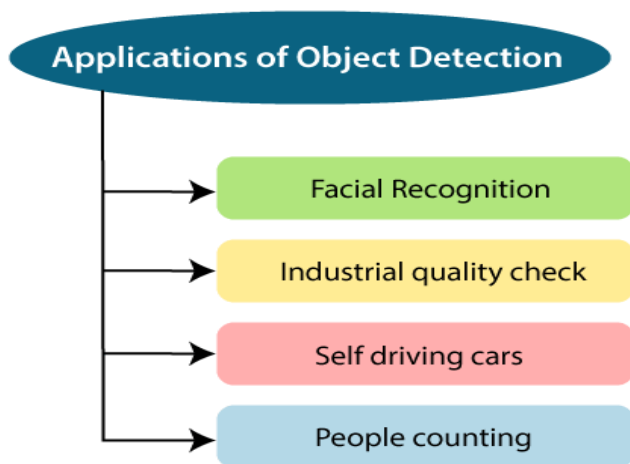 Applications of Object Detection
Facial Recognition
Industrial quality check
Self driving cars
People counting